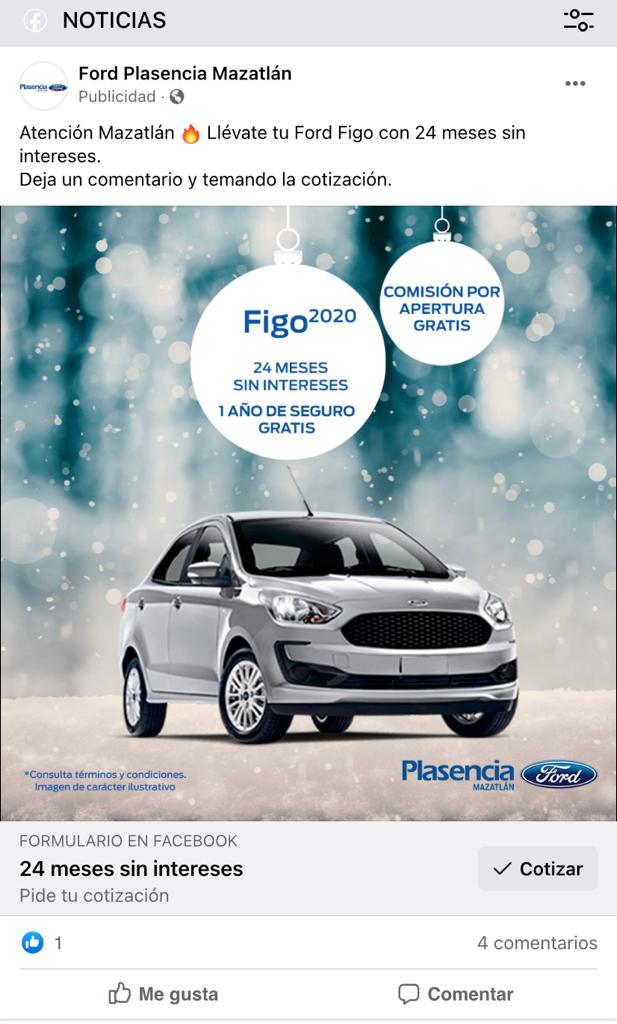 NOTICIAS
Ford Plasencia Mazatlán
Publicidad ·
Atención Mazatlán 🔥 Llévate tu Ford Figo con 24 meses sin
intereses.
Deja un comentario y temando la cotización.
Figo2020
24 MESES
SIN INTERESES
1 AÑO DE SEGURO
GRATIS
COMISIÓN POR
APERTURA
GRATIS
*Consulta términos y condiciones.
Imagen de carácter ilustrativo
Plasencia
MAZATLÁN
Ford
FORMULARIO EN FACEBOOK
24 meses sin intereses
Pide tu cotización
Cotizar
1
4 comentarios
Me gusta
Comentar